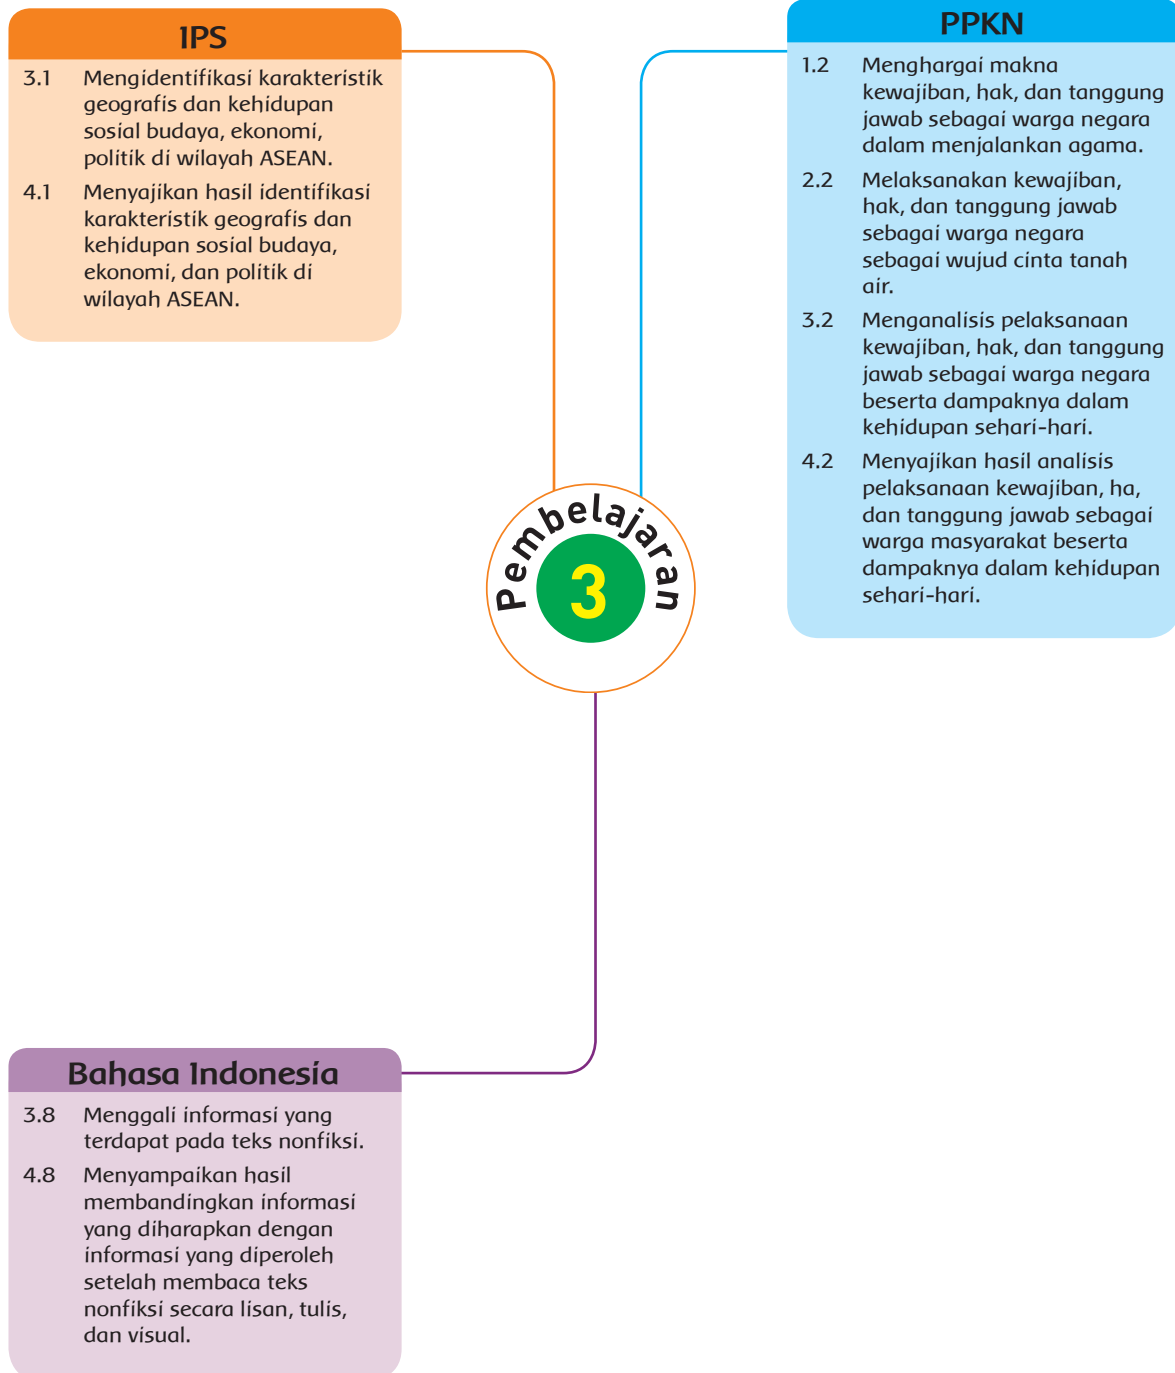 IPS
3.1 Mengidentifikasi karakteristik
geografis dan kehidupan
sosial budaya, ekonomi,
politik di wilayah ASEAN.
4.1 Menyajikan hasil identifikasi
karakteristik geografis dan
kehidupan sosial budaya,
ekonomi, dan politik di
wilayah ASEAN.
PPKN
1.2 Menghargai makna
kewajiban, hak, dan tanggung
jawab sebagai warga negara
dalam menjalankan agama.
2.2 Melaksanakan kewajiban,
hak, dan tanggung jawab
sebagai warga negara
sebagai wujud cinta tanah
air.
3.2 Menganalisis pelaksanaan
kewajiban, hak, dan tanggung
jawab sebagai warga negara
beserta dampaknya dalam
kehidupan sehari-hari.
4.2 Menyajikan hasil analisis
pelaksanaan kewajiban, ha,
dan tanggung jawab sebagai
warga masyarakat beserta
dampaknya dalam kehidupan
sehari-hari.
Pembelajaran
3
Bahasa Indonesia
3.8 Menggali informasi yang
terdapat pada teks nonfiksi.
4.8 Menyampaikan hasil
membandingkan informasi
yang diharapkan dengan
informasi yang diperoleh
setelah membaca teks
nonfiksi secara lisan, tulis,
dan visual.